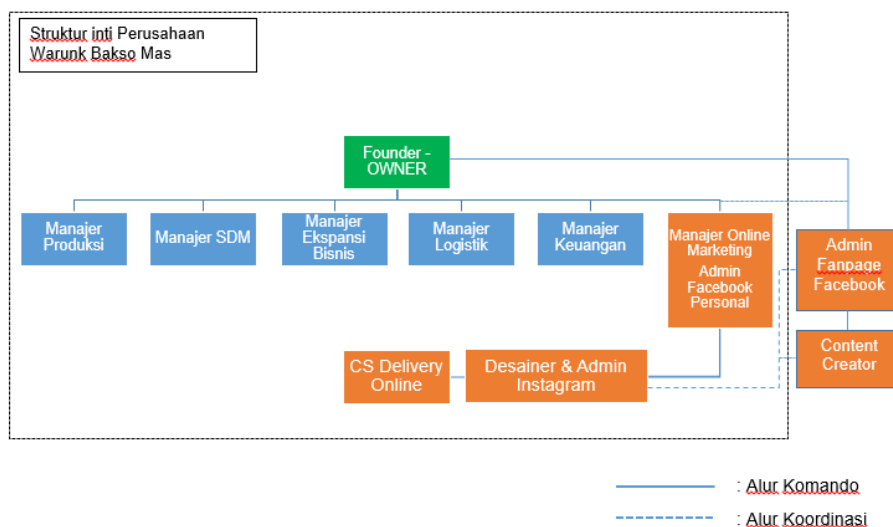 Struktur inti Perusahaan
Warunk Bakso Mas
Founder -
OWNER
Manajer
Produksi
Manajer SDM
Manajer
Ekspansi
Bisnis
Manajer
Logistik
Manajer
Keuangan
Manajer Online
Marketing
Admin
Facebook
Personal
Admin
Fanpage
Facebook
CS Delivery
Online
Desainer & Admin
Instagram
Content
Creator
: Alur Komando
: Alur Koordinasi